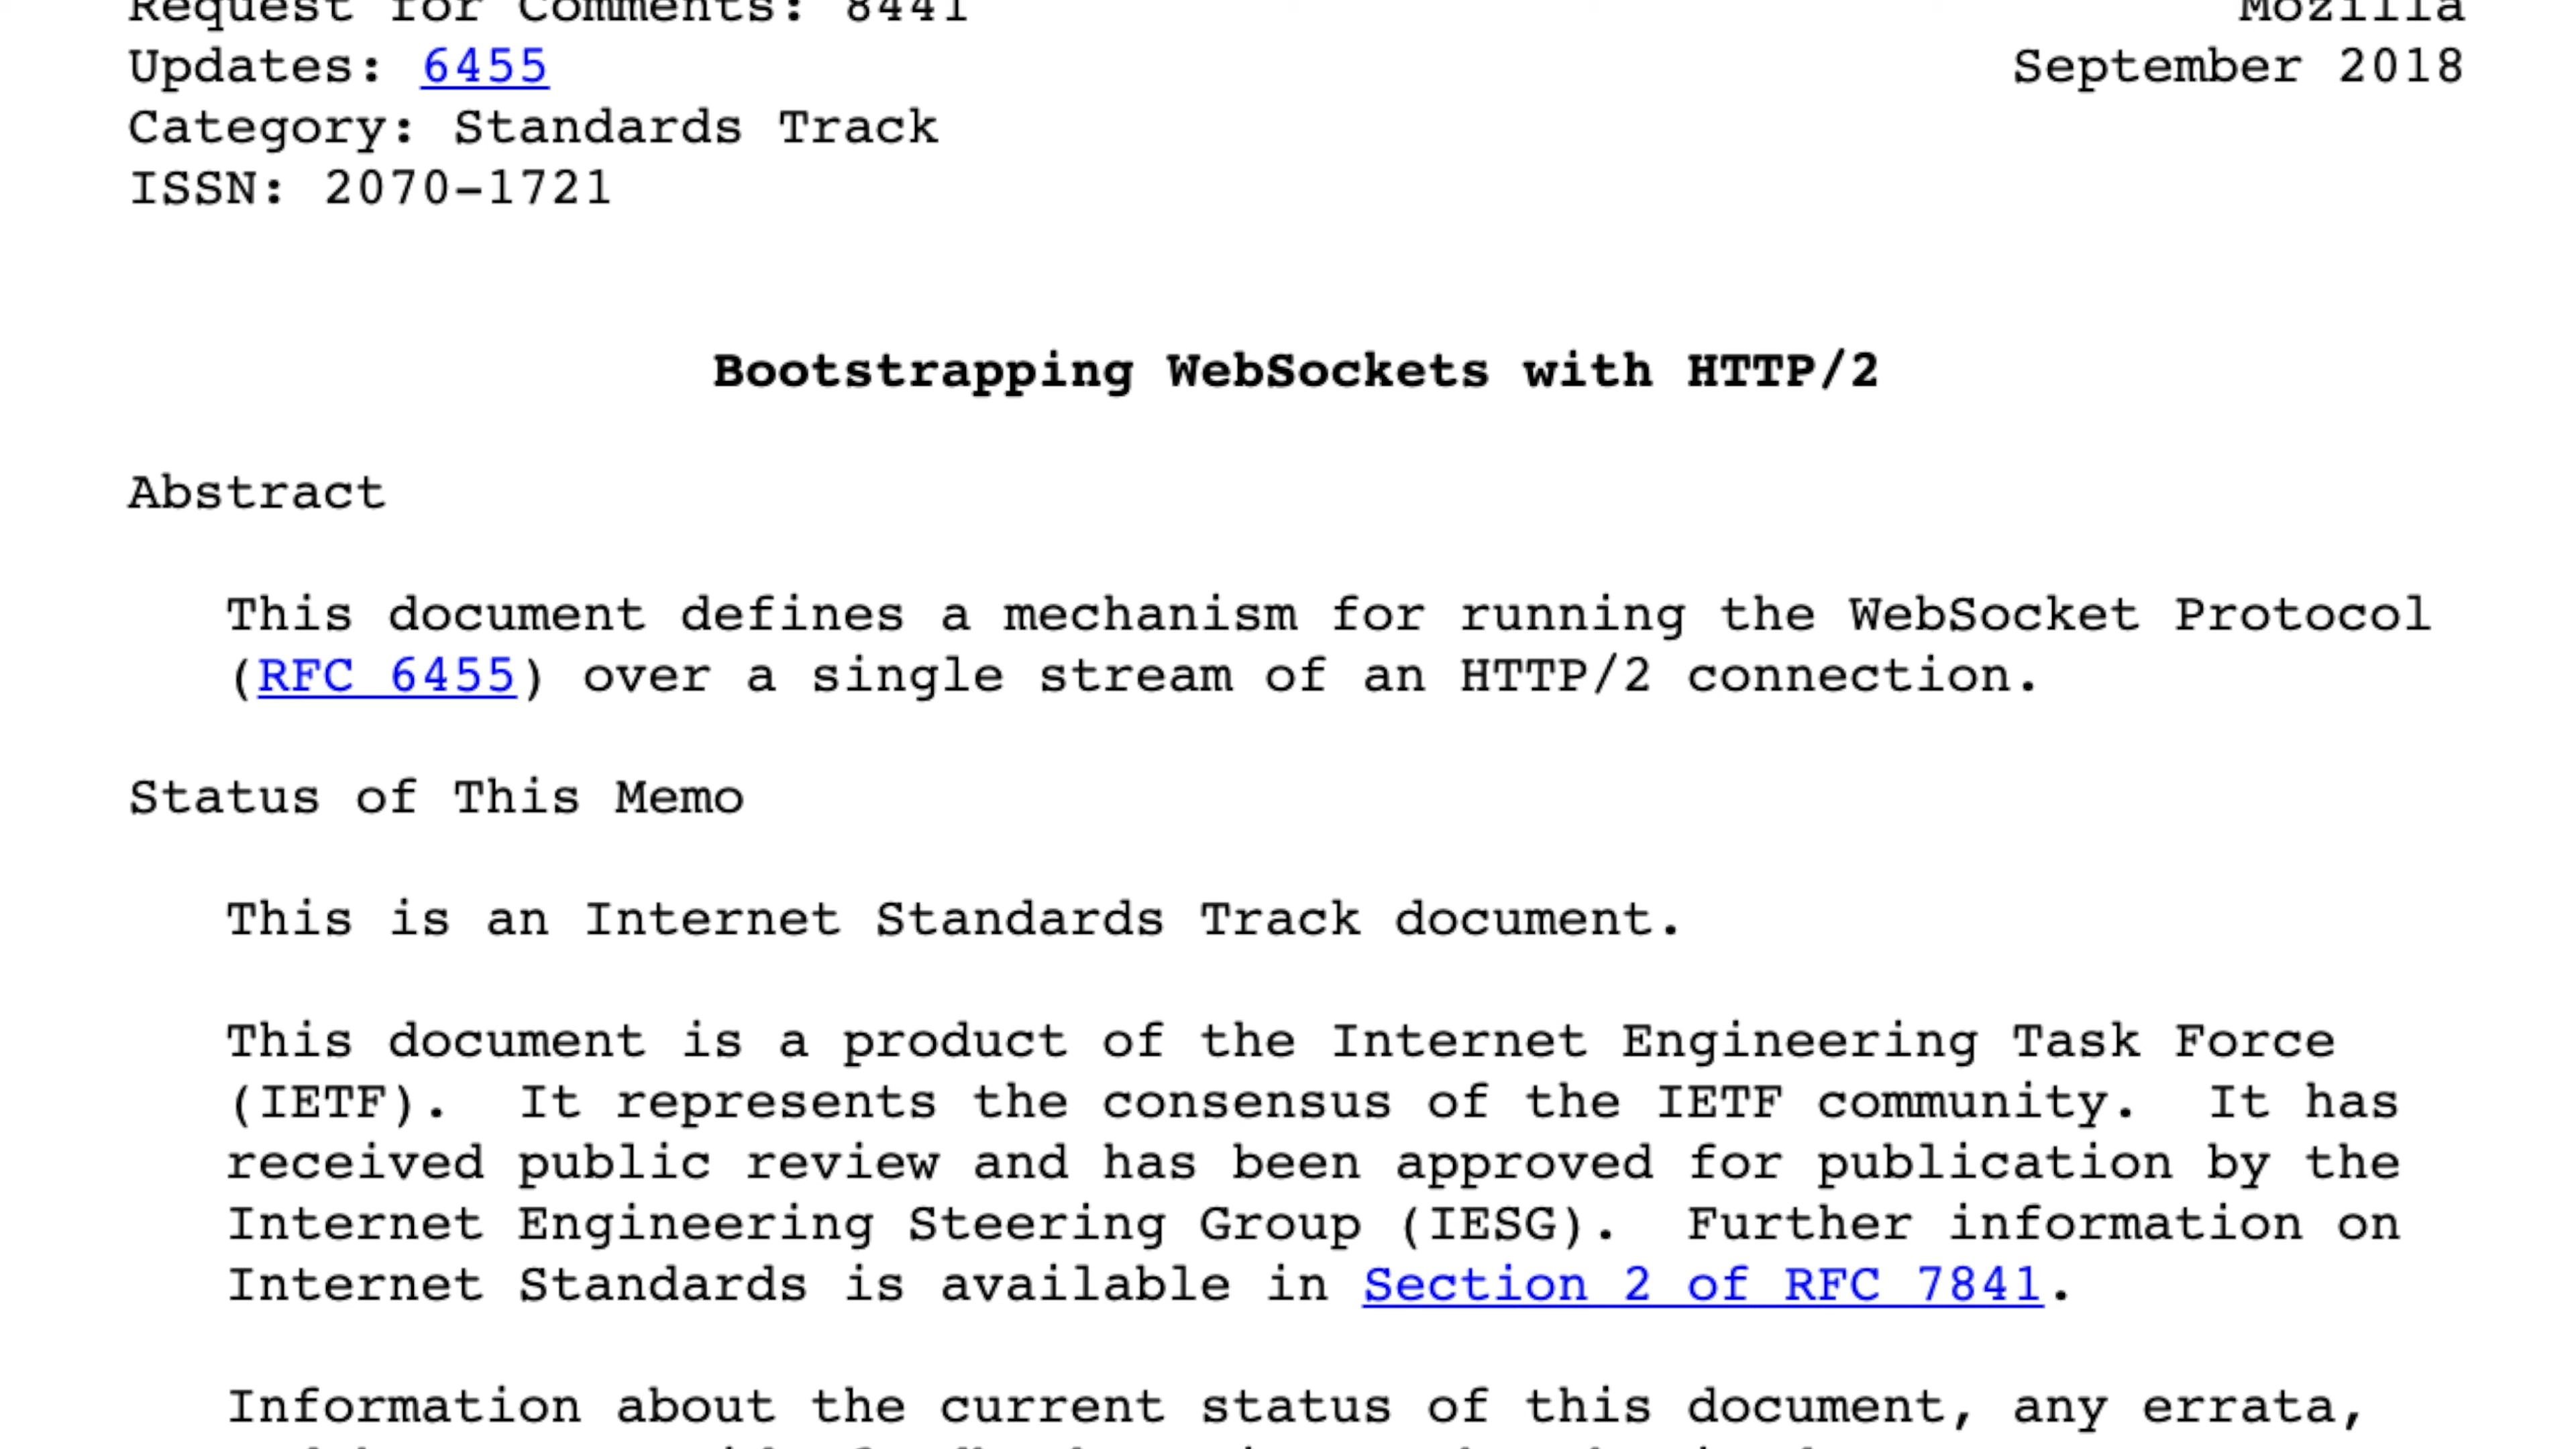 Request for Comments: 8441 Mozilla
Updates: 6455 September 2018
Category: Standards Track
ISSN: 2070-1721
Bootstrapping WebSockets with HTTP/2
Abstract
This document defines a mechanism for running the WebSocket Protocol
(RFC 6455) over a single stream of an HTTP/2 connection.
Status of This Memo
This is an Internet Standards Track document.
This document is a product of the Internet Engineering Task Force
(IETF).  It represents the consensus of the IETF community.  It has
received public review and has been approved for publication by the
Internet Engineering Steering Group (IESG).  Further information on
Internet Standards is available in Section 2 of RFC 7841.
Information about the current status of this document, any errata,